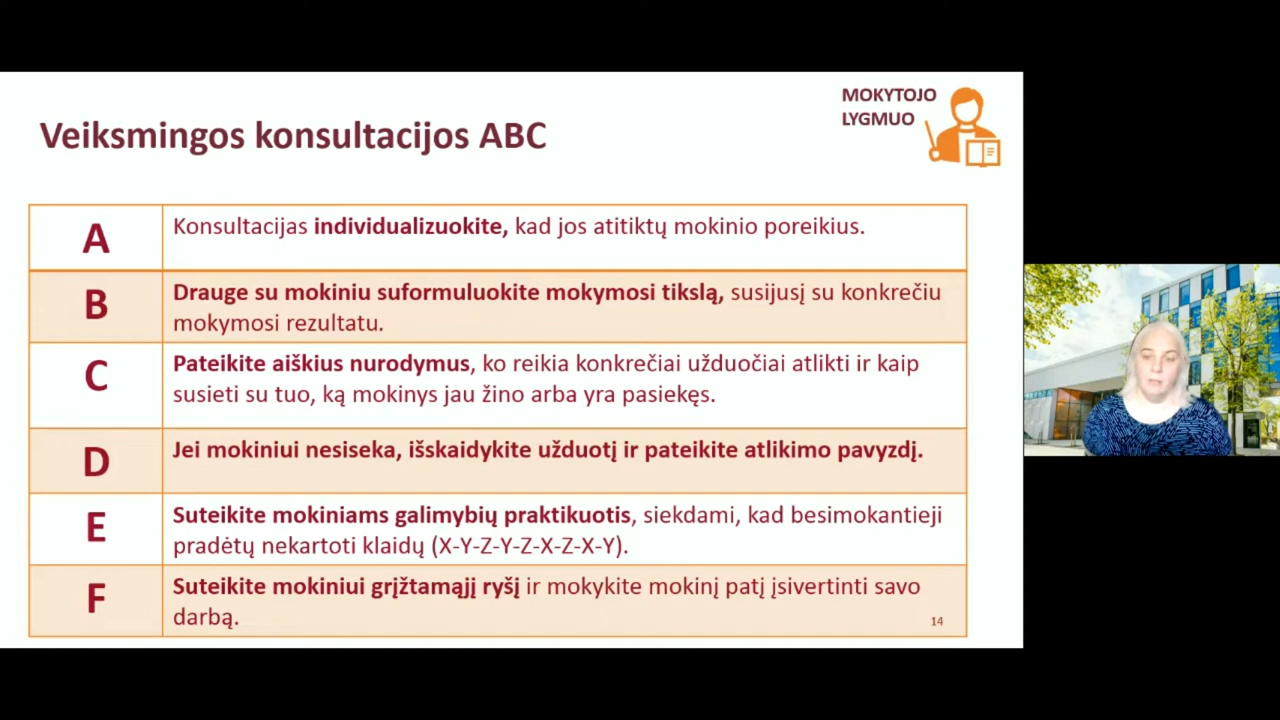 MOKYTOJO
LYGMUO
Veiksmingos konsultacijos ABC
A
Konsultacijas individualizuokite, kad jos atitiktų mokinio poreikius.
B
Drauge su mokiniu suformuluokite mokymosi tikslą, susijusį su konkrečiu
mokymosi rezultatu.
C
Pateikite aiškius nurodymus, ko reikia konkrečiai užduočiai atlikti ir kaip
susieti su tuo, ką mokinys jau žino arba yra pasiekęs.
D
Jei mokiniui nesiseka, išskaidykite užduotį ir pateikite atlikimo pavyzdį.
E
Suteikite mokiniams galimybių praktikuotis, siekdami, kad besimokantieji
pradėtų nekartoti klaidų (X-Y-Z-Y-Z-X-Z-X-Y).
F
Suteikite mokiniui grįžtamąjį ryšį ir mokykite mokinį patį įsivertinti savo
darbą.
14